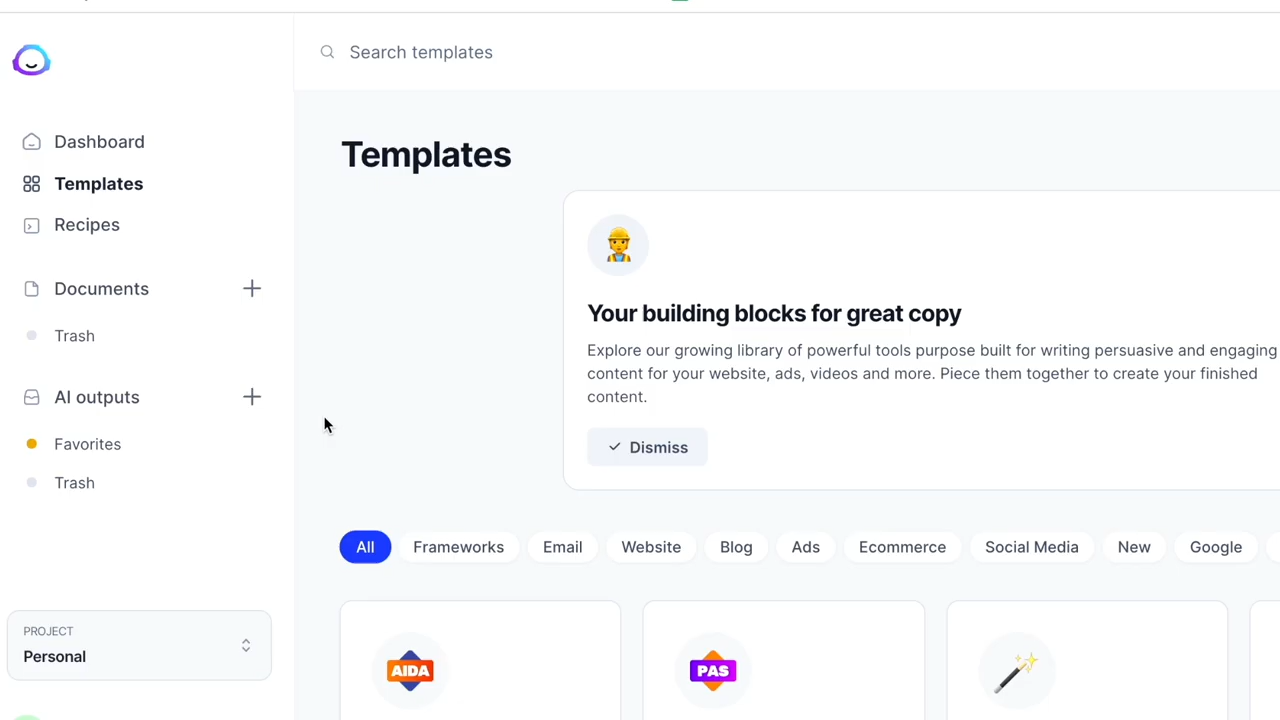 Search templates
Dashboard
Templates
Recipes
Documents
Trash
AI outputs
Favorites
Trash
PROJECT
Personal
Templates
Your building blocks for great copy
Explore our growing library of powerful tools purpose built for writing persuasive and engaging
content for your website, ads, videos and more. Piece them together to create your finished
content.
Dismiss
All Frameworks Email Website Blog Ads Ecommerce Social Media New Google
AIDA PAS